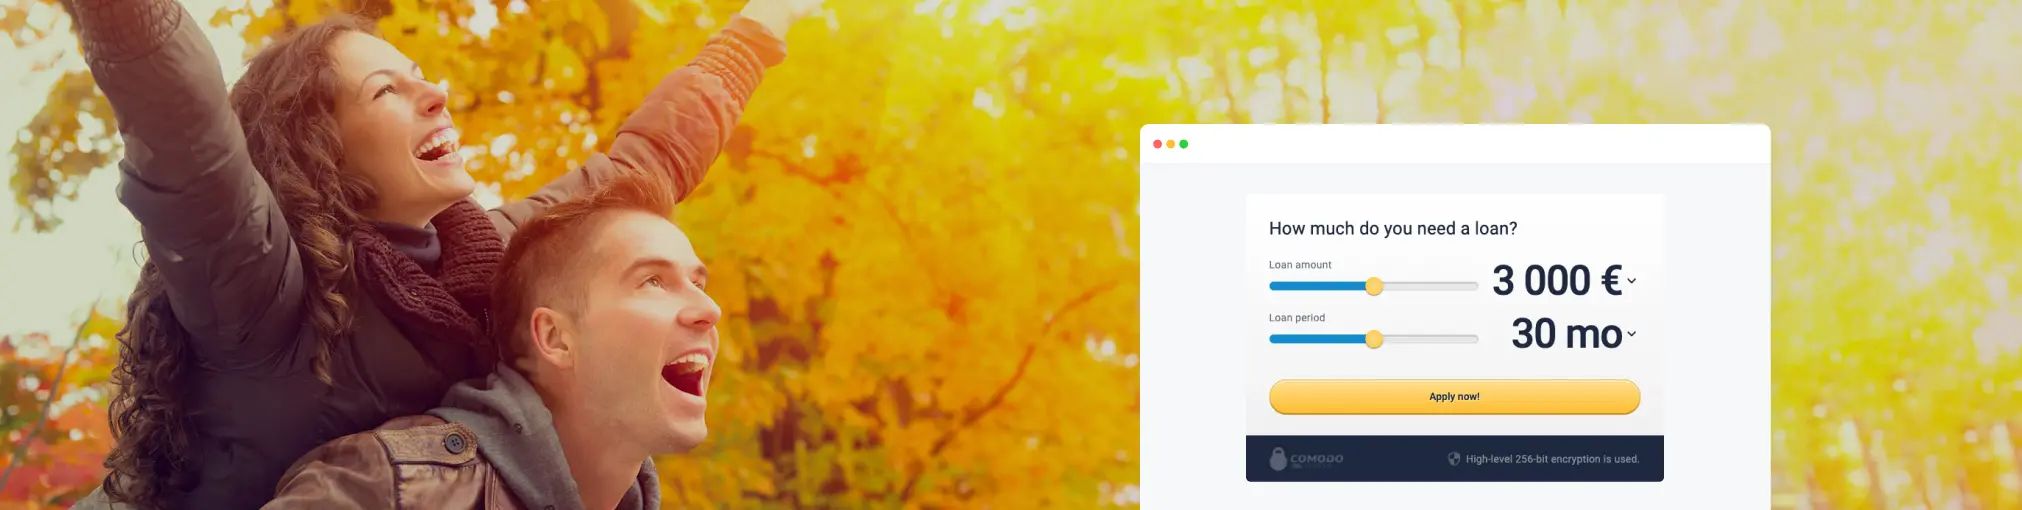 How much do you need a loan?
Loan amount
3 000 €
Loan period
30 mo
Apply now!
COMODO
High-level 256-bit encryption is used.